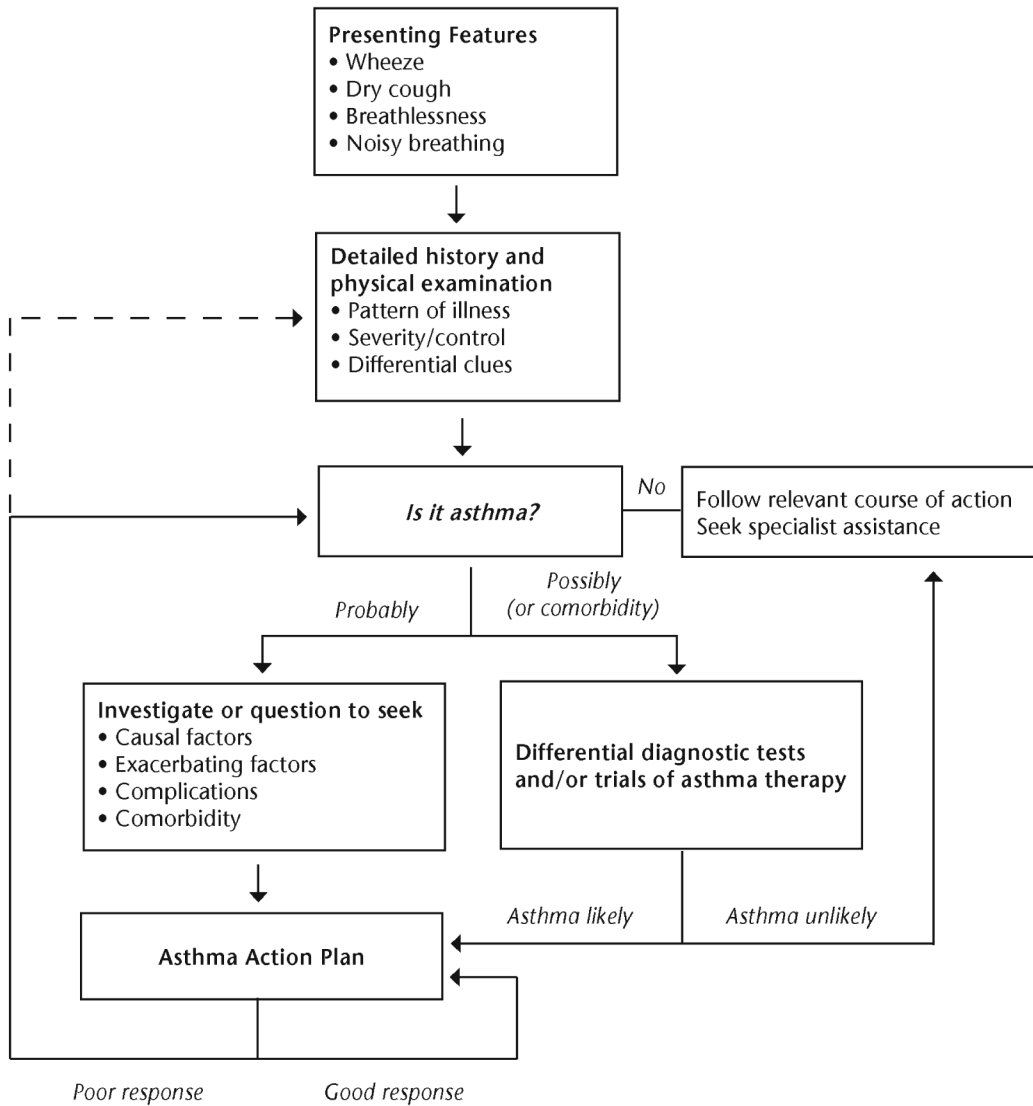 Presenting Features
• Wheeze
• Dry cough
• Breathlessness
• Noisy breathing
Detailed history and
physical examination
• Pattern of illness
• Severity/control
• Differential clues
Is it asthma?
No
Follow relevant course of action
Seek specialist assistance
Probably
Possibly
(or comorbidity)
Investigate or question to seek
• Causal factors
• Exacerbating factors
• Complications
• Comorbidity
Differential diagnostic tests
and/or trials of asthma therapy
Asthma likely
Asthma unlikely
Asthma Action Plan
Poor response
Good response